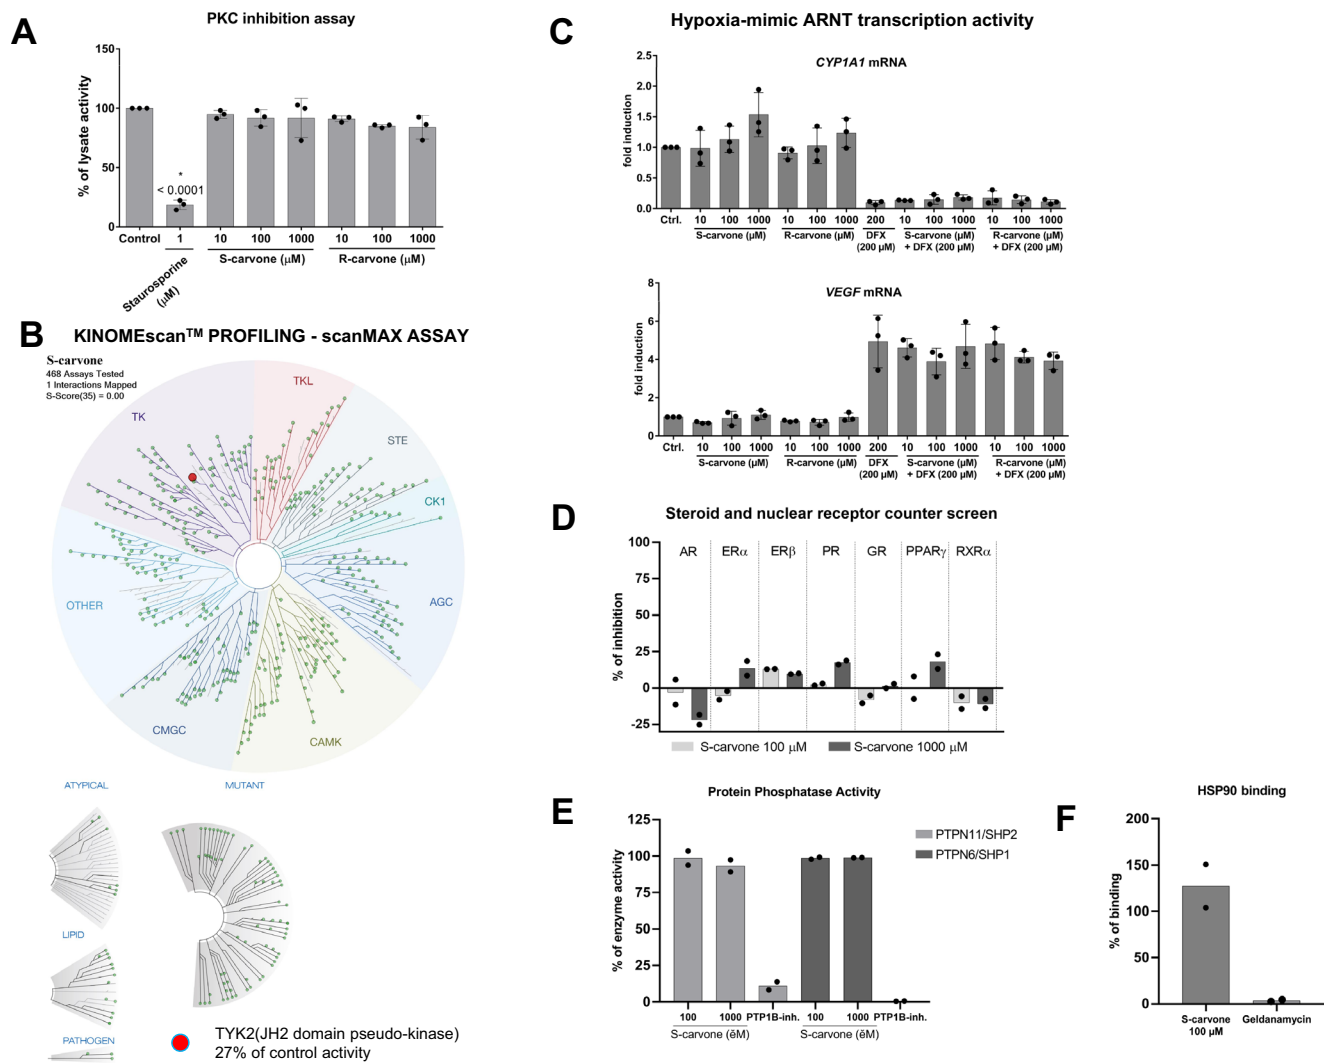 A
PKC inhibition assay
% of lysate activity
150
100
50
0
*
< 0.0001
Control
1
10
100
1000
10
100
1000
Staurosporine
(μM)
S-carvone (μM)
R-carvone (μM)
B
KINOMEscan™ PROFILING - scanMAX ASSAY
S-carvone
468 Assays Tested
1 Interactions Mapped
S-Score(35) = 0.00
TK
TKL
STE
CK1
AGC
CAMK
CMGC
OTHER
ATYPICAL
MUTANT
LIPID
PATHOGEN
TYK2(JH2 domain pseudo-kinase)
27% of control activity
C
Hypoxia-mimic ARNT transcription activity
CYP1A1 mRNA
fold induction
2.5
2.0
1.5
1.0
0.5
0.0
Ctrl.
10
100
1000
10
100
1000
200
10
100
1000
10
100
1000
S-carvone (μM)
R-carvone (μM)
DFX
(200 μM)
S-carvone (μM)
+ DFX (200 μM)
R-carvone (μM)
+ DFX (200 μM)
VEGF mRNA
fold induction
8
6
4
2
0
Ctrl.
10
100
1000
10
100
1000
200
10
100
1000
10
100
1000
S-carvone (μM)
R-carvone (μM)
DFX
(200 μM)
S-carvone (μM)
+ DFX (200 μM)
R-carvone (μM)
+ DFX (200 μM)
D
Steroid and nuclear receptor counter screen
% of inhibition
100
75
50
25
0
-25
AR
ERα
ERβ
PR
GR
PPARγ
RXRα
S-carvone 100 μM
S-carvone 1000 μM
E
Protein Phosphatase Activity
% of enzyme activity
125
100
75
50
25
0
PTPN11/SHP2
PTPN6/SHP1
100
1000
PTP1B-inh.
100
1000
PTP1B-inh.
S-carvone (ěM)
S-carvone (ěM)
F
HSP90 binding
% of binding
200
150
100
50
0
S-carvone
100 μM
Geldanamycin